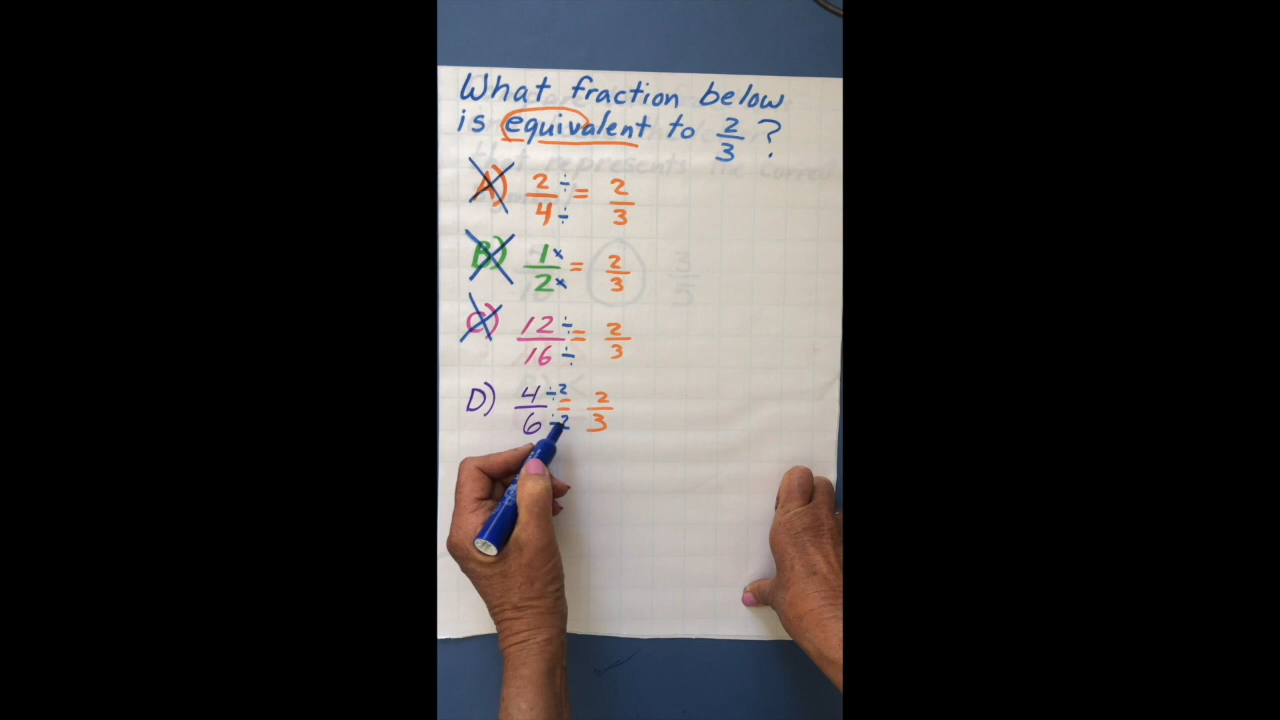 What fraction below
is equivalent to 2/3 ?
A) 2/4 ÷ ÷ = 2/3
B) 1/2 × × = 2/3
C) 12/16 ÷ ÷ = 2/3
D) 4/6 ÷2 ÷2 = 2/3